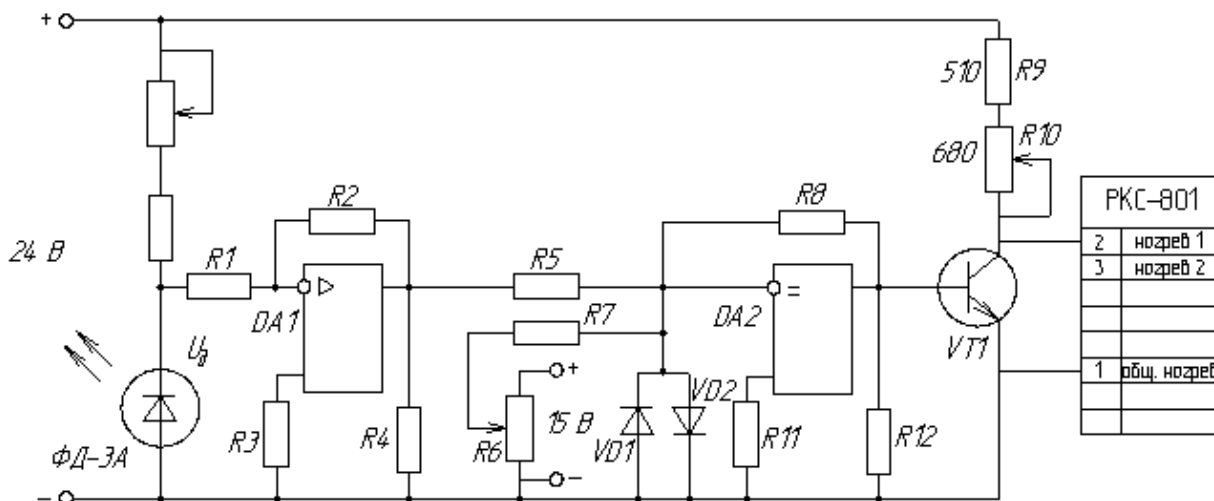 +
510
R9
680
R10
РКС-801
2 нагрев 1
3 нагрев 2
1 общ. нагрев
24 В
R1
R2
DA1
R3
R4
Uд
ФД-3А
R5
R7
+
15 В
R6
–
VD1
VD2
R8
=
DA2
R11
R12
VT1
–